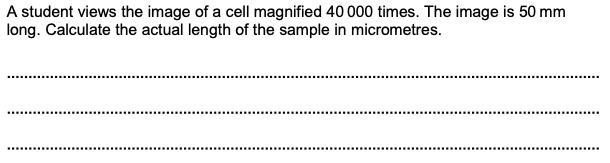 A student views the image of a cell magnified 40 000 times. The image is 50 mm
long. Calculate the actual length of the sample in micrometres.